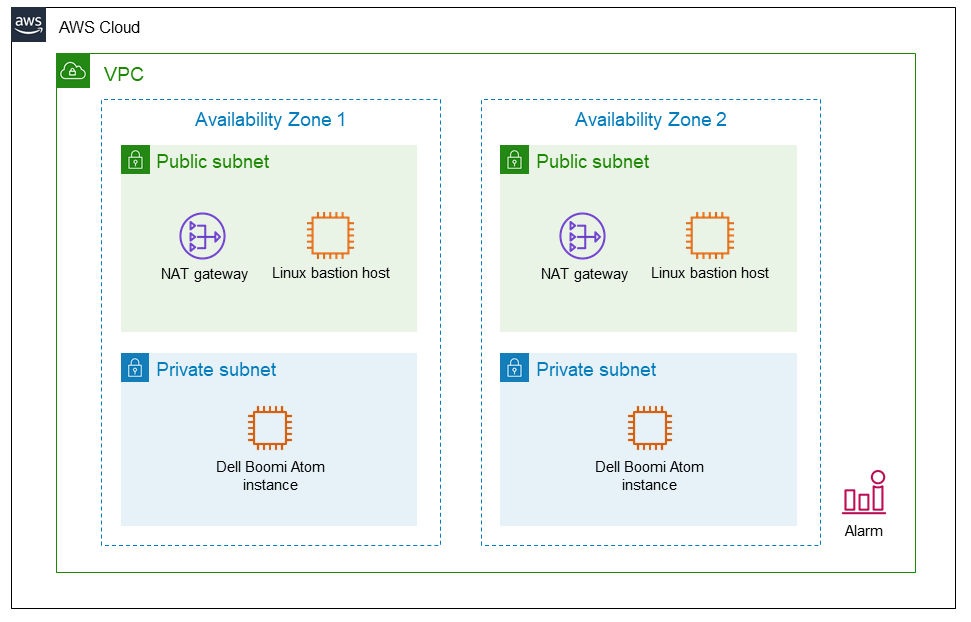 aws
AWS Cloud
VPC
Availability Zone 1
Public subnet
NAT gateway
Linux bastion host
Private subnet
Dell Boomi Atom
instance
Availability Zone 2
Public subnet
NAT gateway
Linux bastion host
Private subnet
Dell Boomi Atom
instance
Alarm